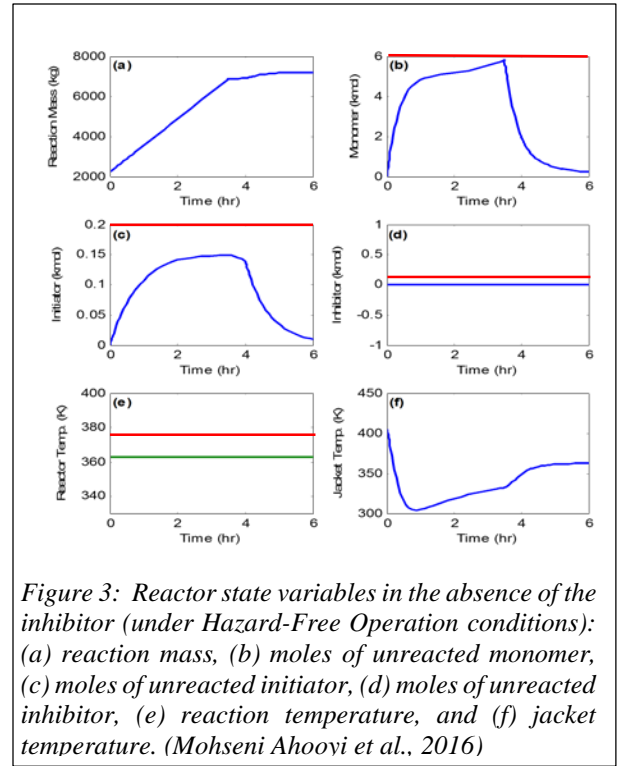 (a)
8000
6000
4000
2000
Reaction Mass (kg)
0 2 4 6
Time (hr)
(b)
6
4
2
0
Monomer (kmol)
0 2 4 6
Time (hr)
(c)
0.2
0.15
0.1
0.05
0
Initiator (kmol)
0 2 4 6
Time (hr)
(d)
1
0.5
0
-0.5
-1
Inhibitor (kmol)
0 2 4 6
Time (hr)
(e)
400
380
360
340
Reactor Temp. (K)
0 2 4 6
Time (hr)
(f)
450
400
350
300
Jacket Temp. (K)
0 2 4 6
Time (hr)
Figure 3: Reactor state variables in the absence of the
inhibitor (under Hazard-Free Operation conditions):
(a) reaction mass, (b) moles of unreacted monomer,
(c) moles of unreacted initiator, (d) moles of unreacted
inhibitor, (e) reaction temperature, and (f) jacket
temperature. (Mohseni Ahooyi et al., 2016)